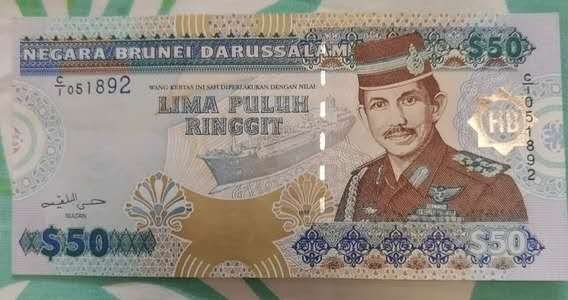 NEGARA BRUNEI DARUSSALAM
$50
C/1 051892
WANG KERTAS INI SAH DIPERLAKUKAN DENGAN NILAI
LIMA PULUH
RINGGIT
HB
C/1 051892
SULTAN
$50
$50